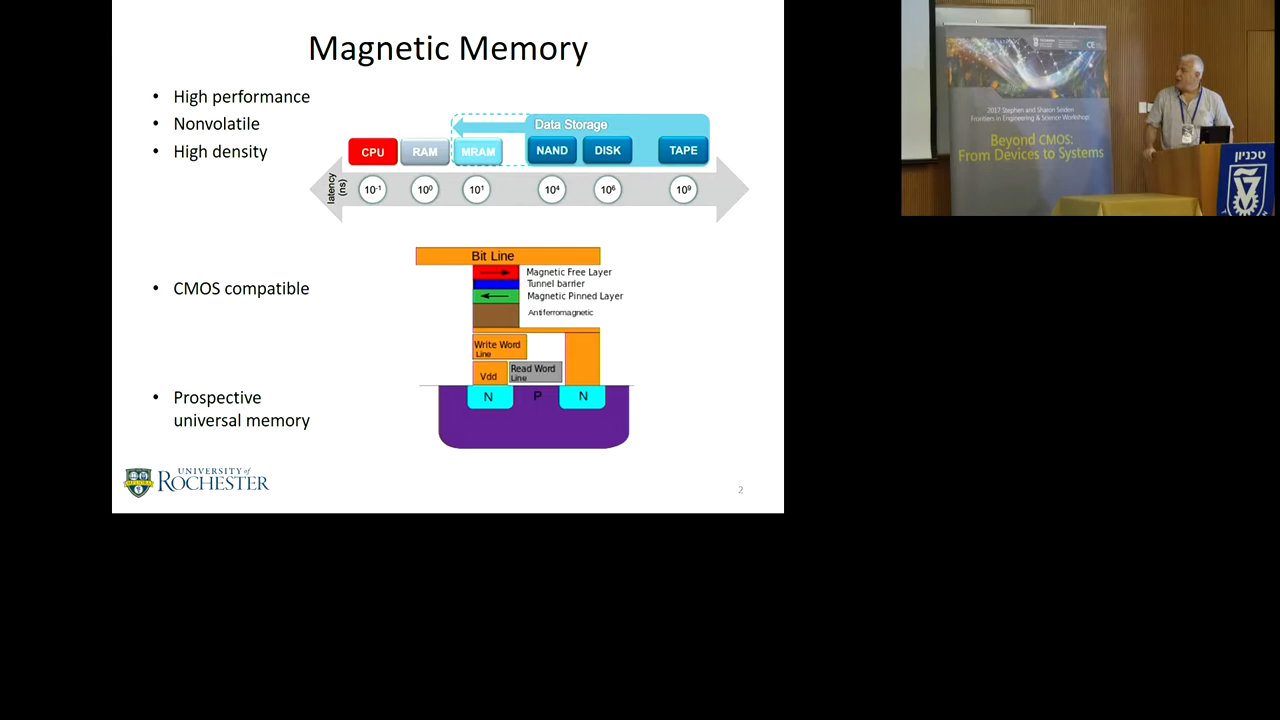 Magnetic Memory
• High performance
• Nonvolatile
• High density
Data Storage
CPU RAM MRAM NAND DISK TAPE
latency (ns)
10⁻¹ 10⁰ 10¹ 10⁴ 10⁶ 10⁹
• CMOS compatible
Bit Line
Magnetic Free Layer
Tunnel barrier
Magnetic Pinned Layer
Antiferromagnetic
Write Word
Line
Vdd
Read Word
Line
N P N
• Prospective
universal memory
UNIVERSITY of
ROCHESTER
MELIORA
2
CE
2017 Stephen and Sharon Seiden
Frontiers in Engineering & Science Workshop:
Beyond CMOS:
From Devices to Systems
טכניון